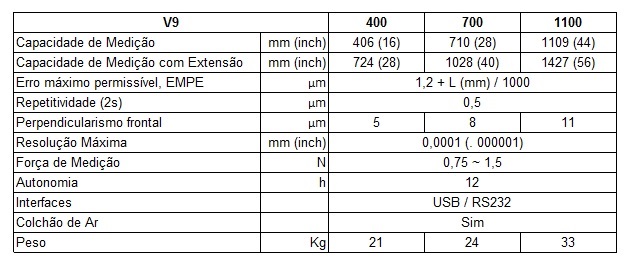 V9 400 700 1100
Capacidade de Medição mm (inch) 406 (16) 710 (28) 1109 (44)
Capacidade de Medição com Extensão mm (inch) 724 (28) 1028 (40) 1427 (56)
Erro máximo permissível, EMPE µm 1,2 + L (mm) / 1000
Repetitividade (2s) µm 0,5
Perpendicularismo frontal µm 5 8 11
Resolução Máxima mm (inch) 0,0001 (. 000001)
Força de Medição N 0,75 ~ 1,5
Autonomia h 12
Interfaces USB / RS232
Colchão de Ar Sim
Peso Kg 21 24 33